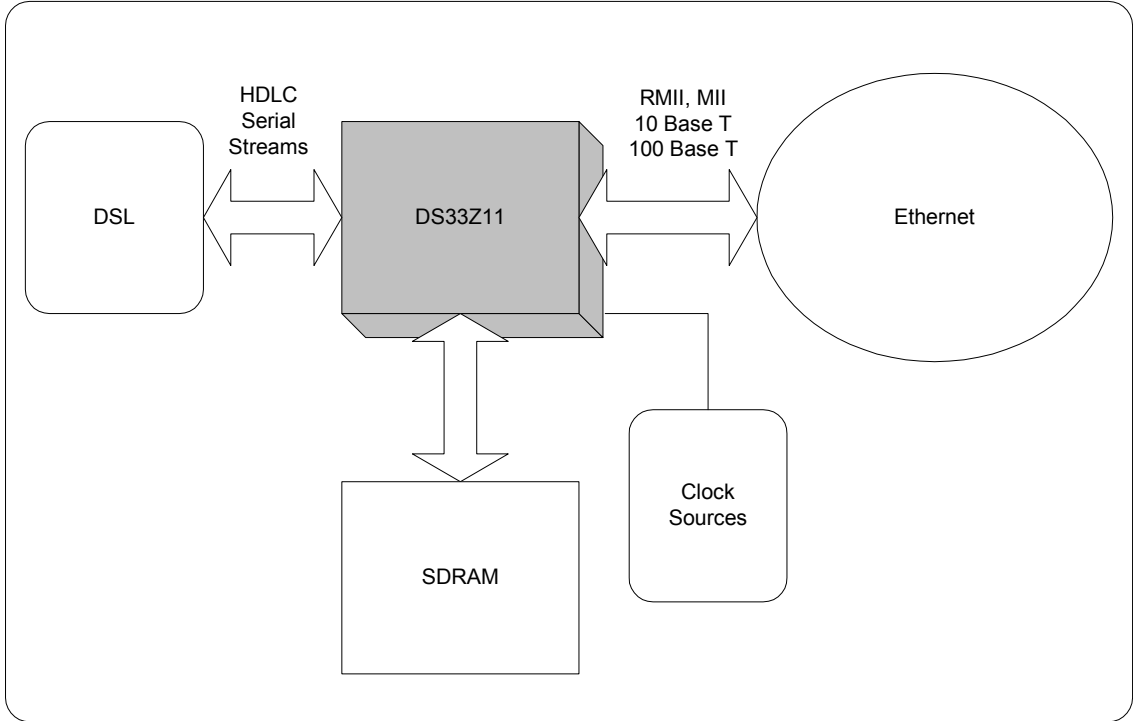 HDLC
Serial
Streams
RMII, MII
10 Base T
100 Base T
DSL
DS33Z11
Ethernet
Clock
Sources
SDRAM